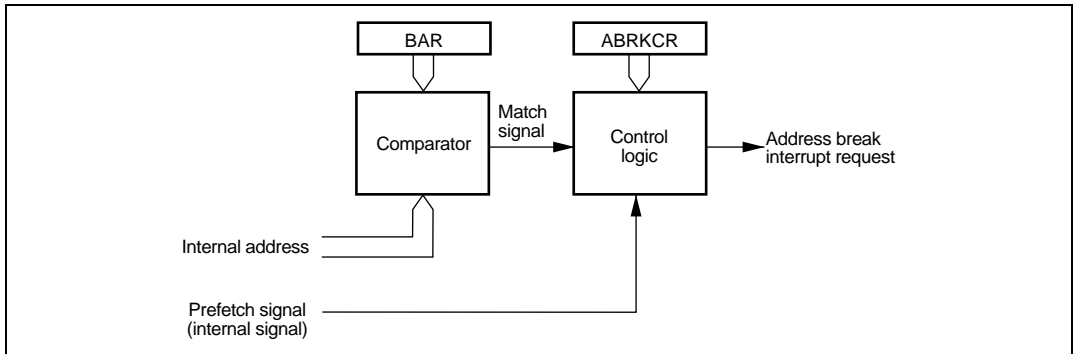 BAR
ABRKCR
Comparator
Match
signal
Control
logic
Address break
interrupt request
Internal address
Prefetch signal
(internal signal)